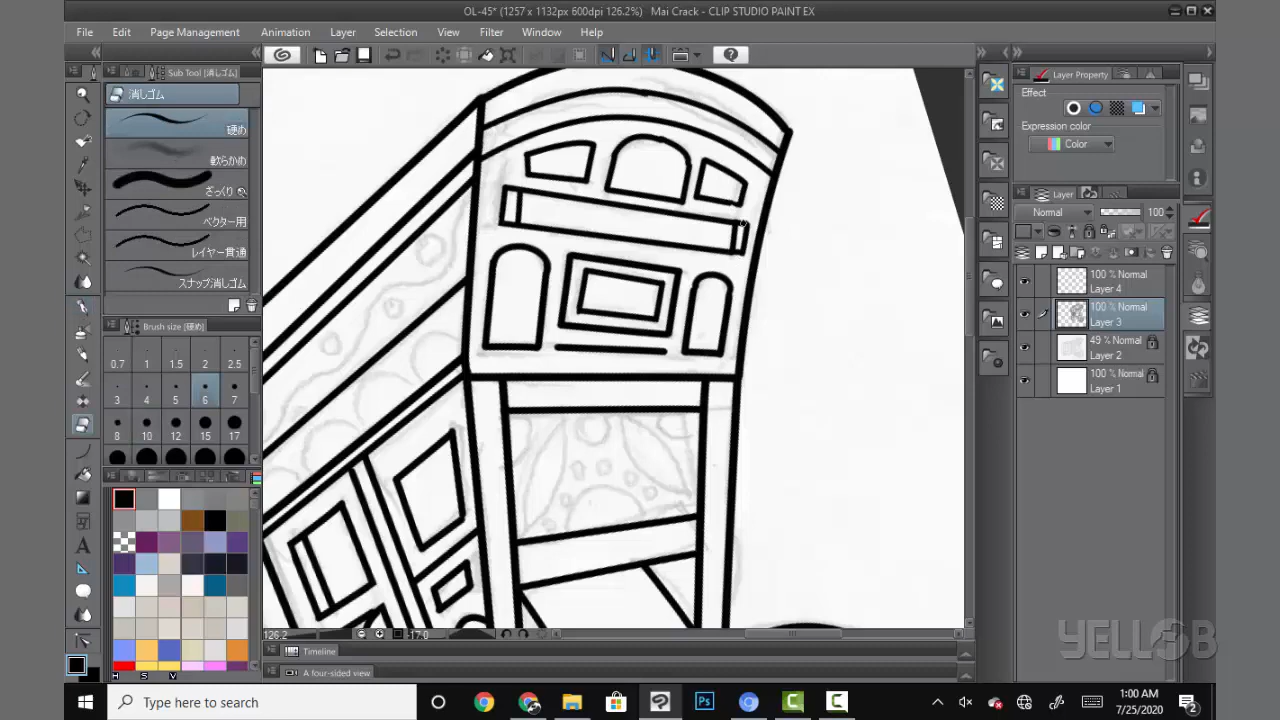 OL-45* (1257 x 1132px 600dpi 126.2%) Mai Crack - CLIP STUDIO PAINT EX
File Edit Page Management Animation Layer Selection View Filter Window Help
Sub Tool [消しゴム]
消しゴム
硬め
軟らかめ
ざっくり
ベクター用
レイヤー貫通
スナップ消しゴム
Brush size [硬め]
0.7 1 1.5 2 2.5
3 4 5 6 7
8 10 12 15 17
H S V
Layer Property
Effect
Expression color
Color
Layer
Normal 100
100 % Normal
Layer 4
100 % Normal
Layer 3
49 % Normal
Layer 2
100 % Normal
Layer 1
126.2 -17.0
Timeline
A four-sided view
YELLOB
Type here to search
Ps
1:00 AM
7/25/2020
2